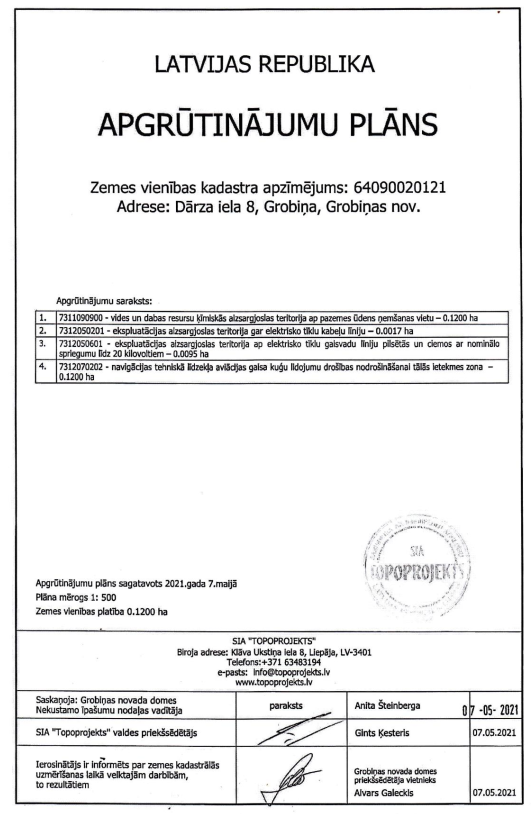 LATVIJAS REPUBLIKA
APGRŪTINĀJUMU PLĀNS
Zemes vienības kadastra apzīmējums: 64090020121
Adrese: Dārza iela 8, Grobiņa, Grobiņas nov.
Apgrūtinājumu saraksts:
1. 7311090900 - vides un dabas resursu ķīmiskās aizsargjoslas teritorija ap pazemes ūdens ņemšanas vietu – 0.1200 ha
2. 7312050201 - ekspluatācijas aizsargjoslas teritorija gar elektrisko tīklu kabeļu līniju – 0.0017 ha
3. 7312050601 - ekspluatācijas aizsargjoslas teritorija ap elektrisko tīklu gaisvadu līniju pilsētās un ciemos ar nominālo
spriegumu līdz 20 kilovoltiem – 0.0095 ha
4. 7312070202 - navigācijas tehniskā līdzekļa aviācijas gaisa kuģu lidojumu drošības nodrošināšanai tālās ietekmes zona –
0.1200 ha
SIA
TOPOPROJEKTS
Apgrūtinājumu plāns sagatavots 2021.gada 7.maijā
Plāna mērogs 1: 500
Zemes vienības platība 0.1200 ha
SIA "TOPOPROJEKTS"
Biroja adrese: Klāva Ukstiņa iela 8, Liepāja, LV-3401
Telefons:+371 63483194
e-pasts: info@topoprojekts.lv
www.topoprojekts.lv
Saskaņoja: Grobiņas novada domes
Nekustamo īpašumu nodaļas vadītāja
paraksts
Anita Šteinberga
07 -05- 2021
SIA "Topoprojekts" valdes priekšsēdētājs
Gints Ķesteris
07.05.2021
Ierosinātājs ir informēts par zemes kadastrālās
uzmērīšanas laikā veiktajām darbībām,
to rezultātiem
Grobiņas novada domes
priekšsēdētāja vietnieks
Aivars Galeckis
07.05.2021